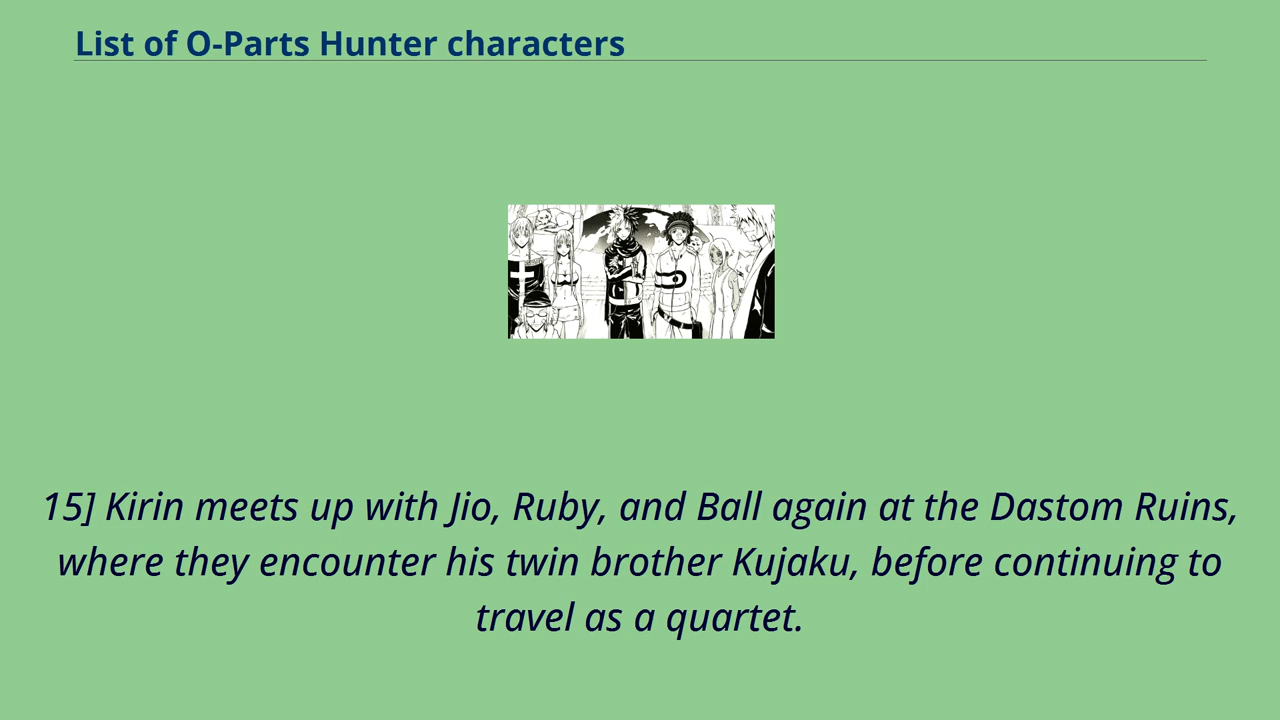 List of O-Parts Hunter characters
15] Kirin meets up with Jio, Ruby, and Ball again at the Dastom Ruins,
where they encounter his twin brother Kujaku, before continuing to
travel as a quartet.